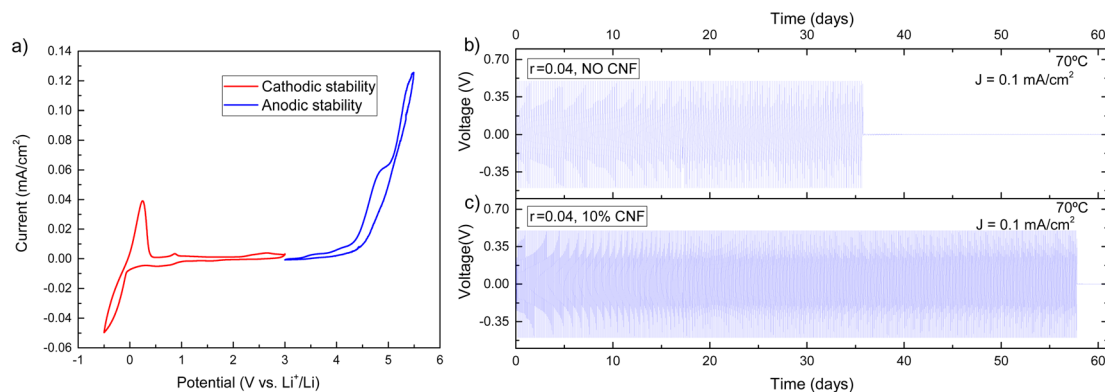 a)
Current (mA/cm²)
0.14
0.12
0.10
0.08
0.06
0.04
0.02
0.00
-0.02
-0.04
-0.06
Cathodic stability
Anodic stability
-1 0 1 2 3 4 5 6
Potential (V vs. Li⁺/Li)
Time (days)
0 10 20 30 40 50 60
b)
Voltage (V)
0.70
0.35
0.00
-0.35
r=0.04, NO CNF
70ºC
J = 0.1 mA/cm²
c)
Voltage(V)
0.70
0.35
0.00
-0.35
r=0.04, 10% CNF
70ºC
J = 0.1 mA/cm²
0 10 20 30 40 50 60
Time (days)